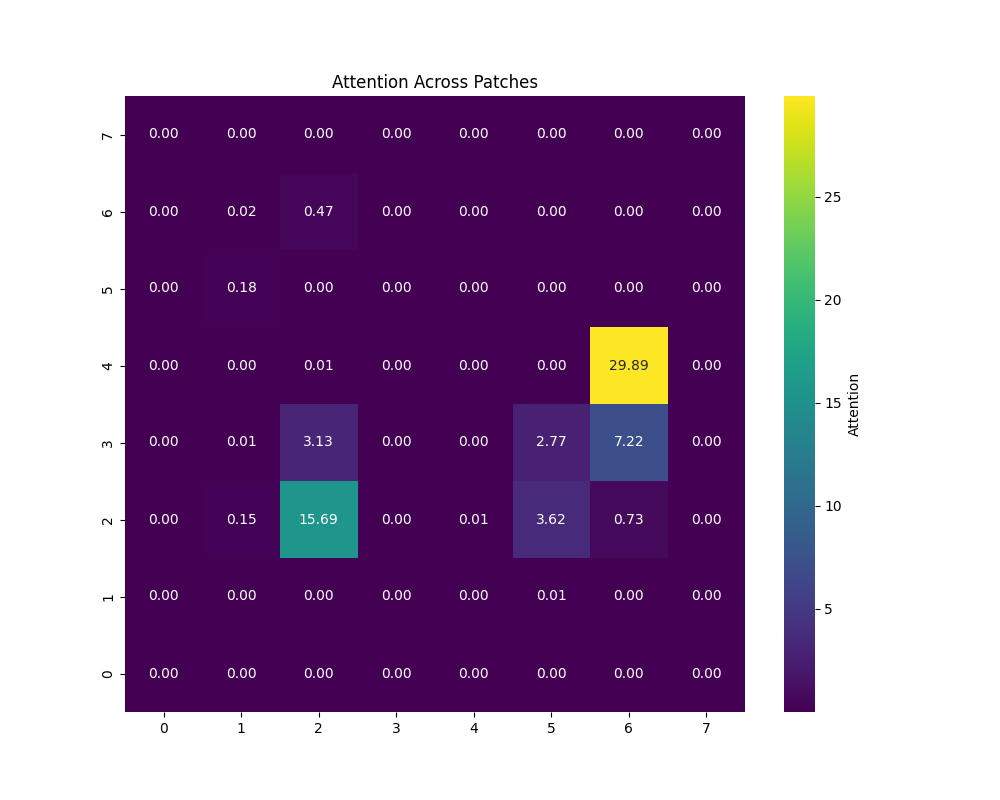 Attention Across Patches
7 0.00 0.00 0.00 0.00 0.00 0.00 0.00 0.00
6 0.00 0.02 0.47 0.00 0.00 0.00 0.00 0.00
5 0.00 0.18 0.00 0.00 0.00 0.00 0.00 0.00
4 0.00 0.00 0.01 0.00 0.00 0.00 29.89 0.00
3 0.00 0.01 3.13 0.00 0.00 2.77 7.22 0.00
2 0.00 0.15 15.69 0.00 0.01 3.62 0.73 0.00
1 0.00 0.00 0.00 0.00 0.00 0.01 0.00 0.00
0 0.00 0.00 0.00 0.00 0.00 0.00 0.00 0.00
0 1 2 3 4 5 6 7
25
20
15
10
5
Attention